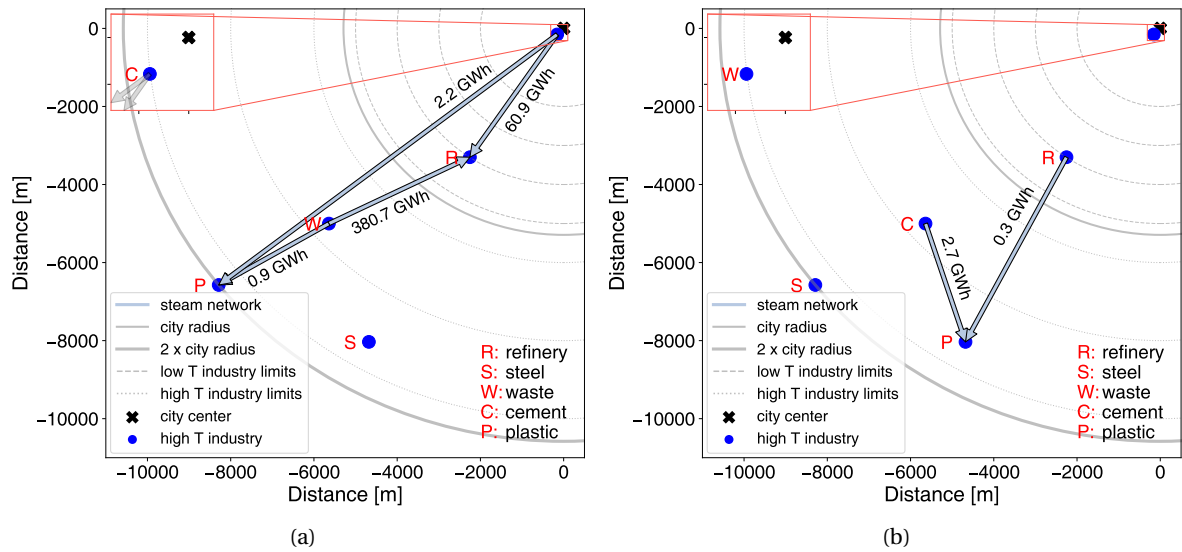 0
−2000
−4000
−6000
−8000
−10000
Distance [m]
−10000
−8000
−6000
−4000
−2000
0
Distance [m]
C
R
W
P
S
2.2 GWh
60.9 GWh
380.7 GWh
0.9 GWh
steam network
city radius
2 x city radius
low T industry limits
high T industry limits
city center
high T industry
R: refinery
S: steel
W: waste
C: cement
P: plastic
(a)
0
−2000
−4000
−6000
−8000
−10000
Distance [m]
−10000
−8000
−6000
−4000
−2000
0
Distance [m]
W
R
C
S
P
0.3 GWh
2.7 GWh
steam network
city radius
2 x city radius
low T industry limits
high T industry limits
city center
high T industry
R: refinery
S: steel
W: waste
C: cement
P: plastic
(b)